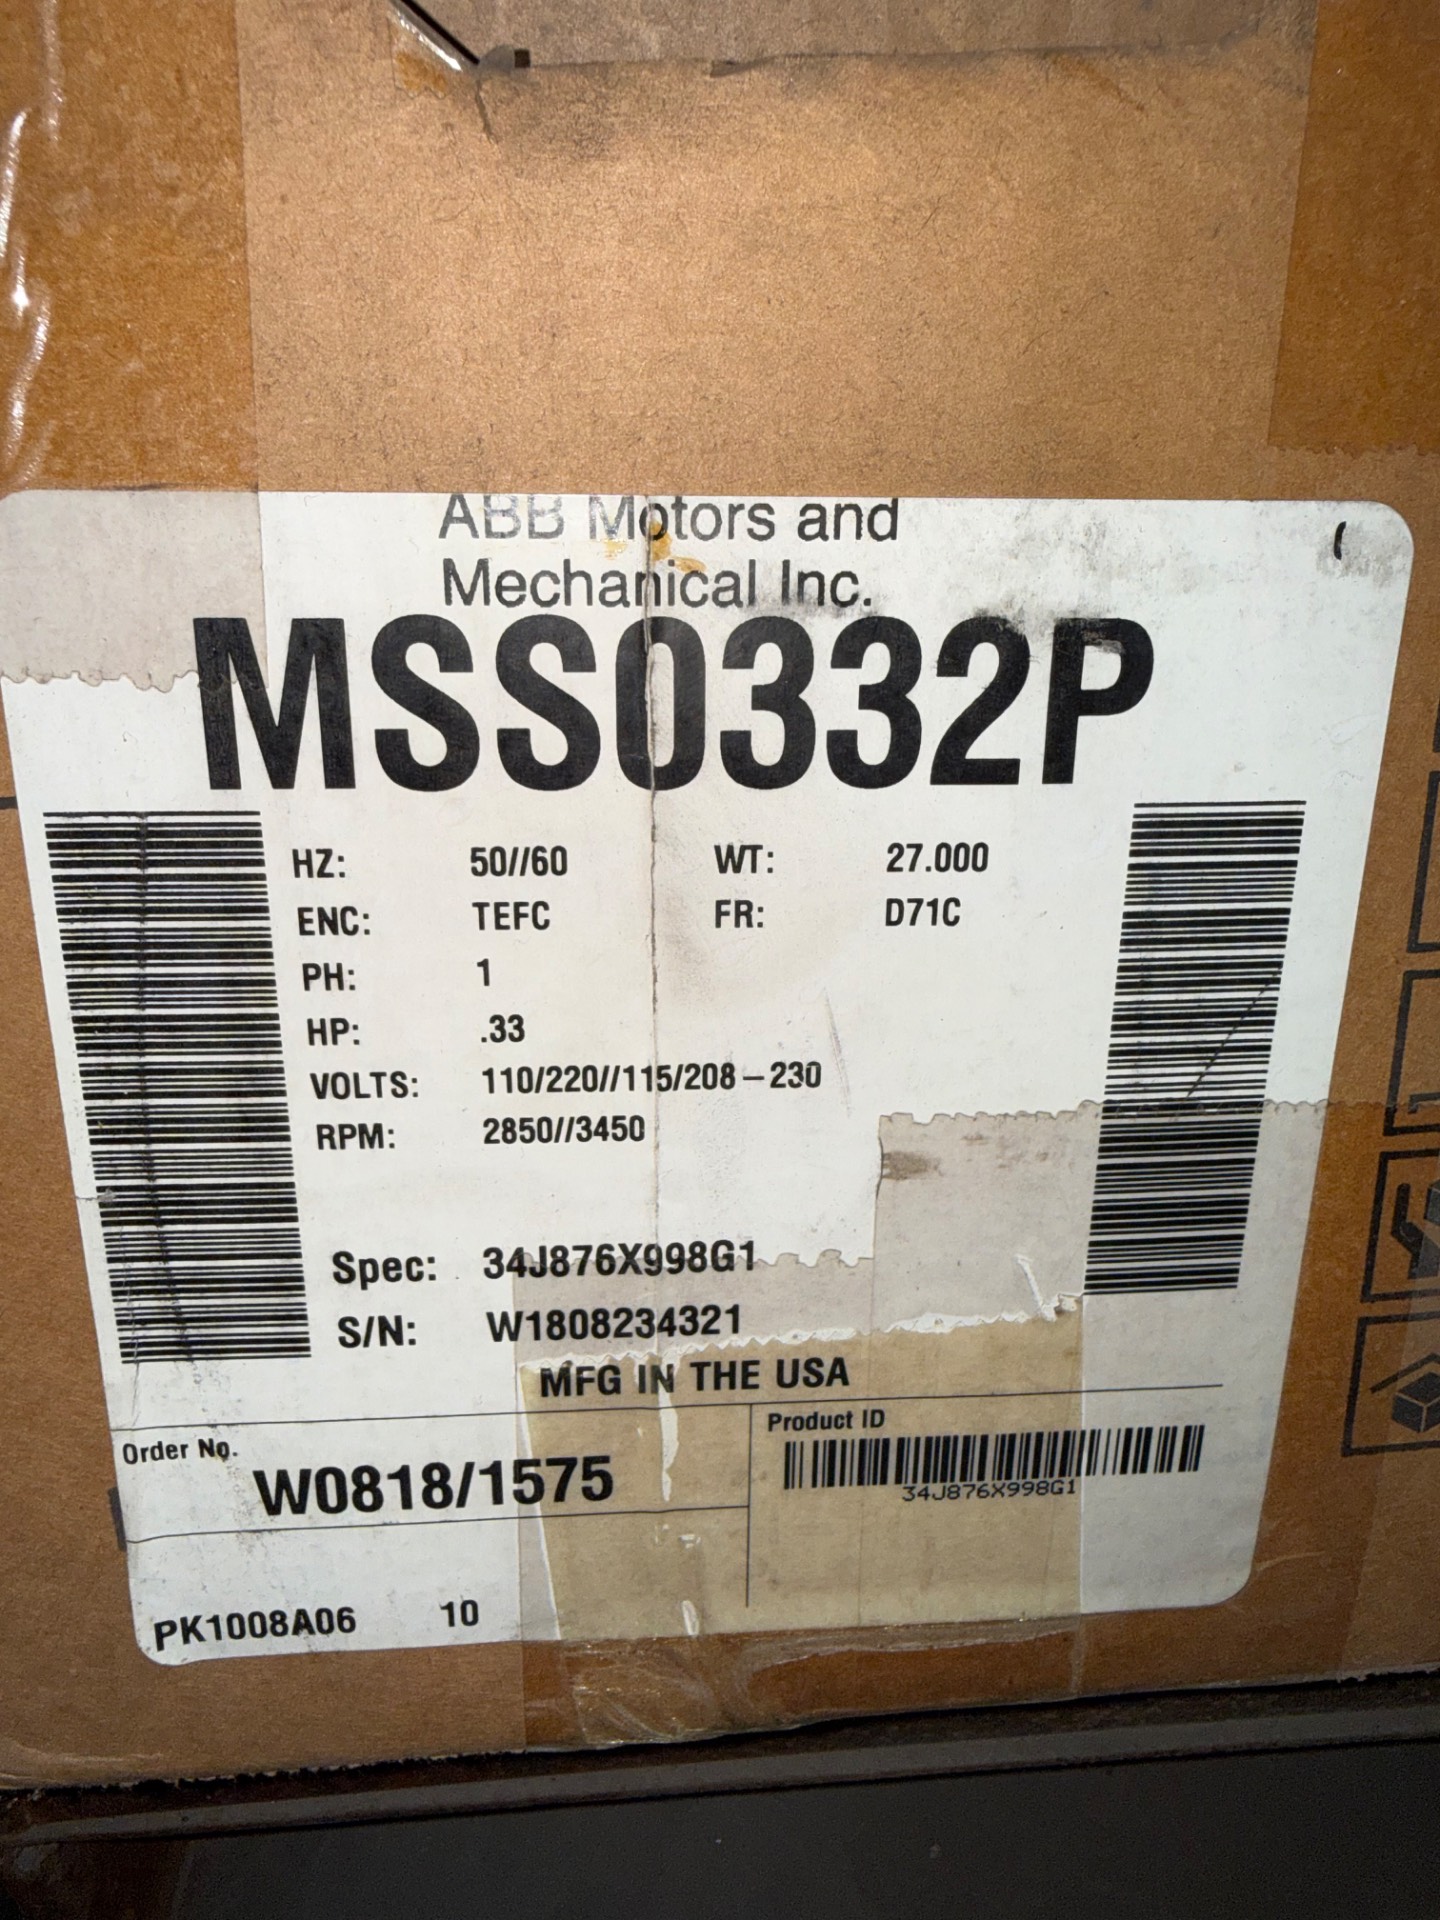 ABB Motors and
Mechanical Inc.
MSS0332P
HZ: 50//60 WT: 27.000
ENC: TEFC FR: D71C
PH: 1
HP: .33
VOLTS: 110/220//115/208-230
RPM: 2850//3450
Spec: 34J876X998G1
S/N: W1808234321
MFG IN THE USA
Order No.
W0818/1575
Product ID
34J876X998G1
PK1008A06 10
1